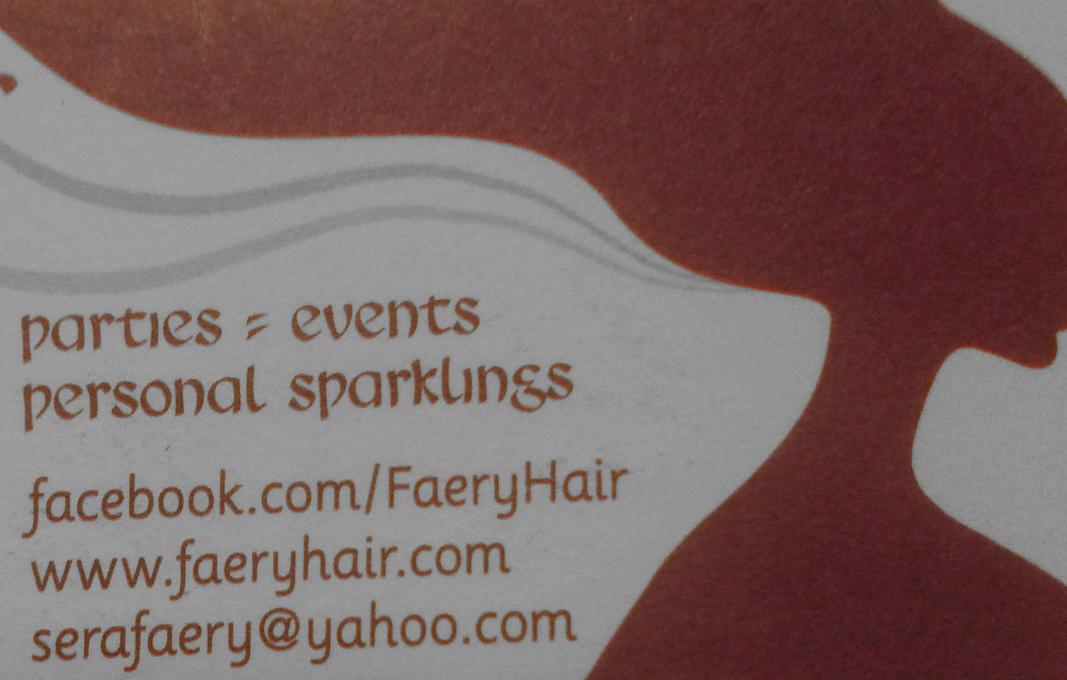 parties = events
personal sparklings
facebook.com/FaeryHair
www.faeryhair.com
serafaery@yahoo.com